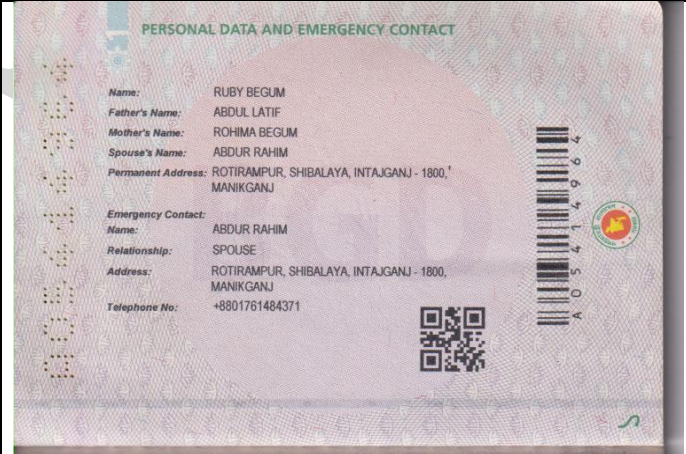 PERSONAL DATA AND EMERGENCY CONTACT
Name: RUBY BEGUM
Father's Name: ABDUL LATIF
Mother's Name: ROHIMA BEGUM
Spouse's Name: ABDUR RAHIM
Permanent Address: ROTIRAMPUR, SHIBALAYA, INTAJGANJ - 1800,
MANIKGANJ
Emergency Contact:
Name: ABDUR RAHIM
Relationship: SPOUSE
Address: ROTIRAMPUR, SHIBALAYA, INTAJGANJ - 1800,
MANIKGANJ
Telephone No: +8801761484371
A05414964